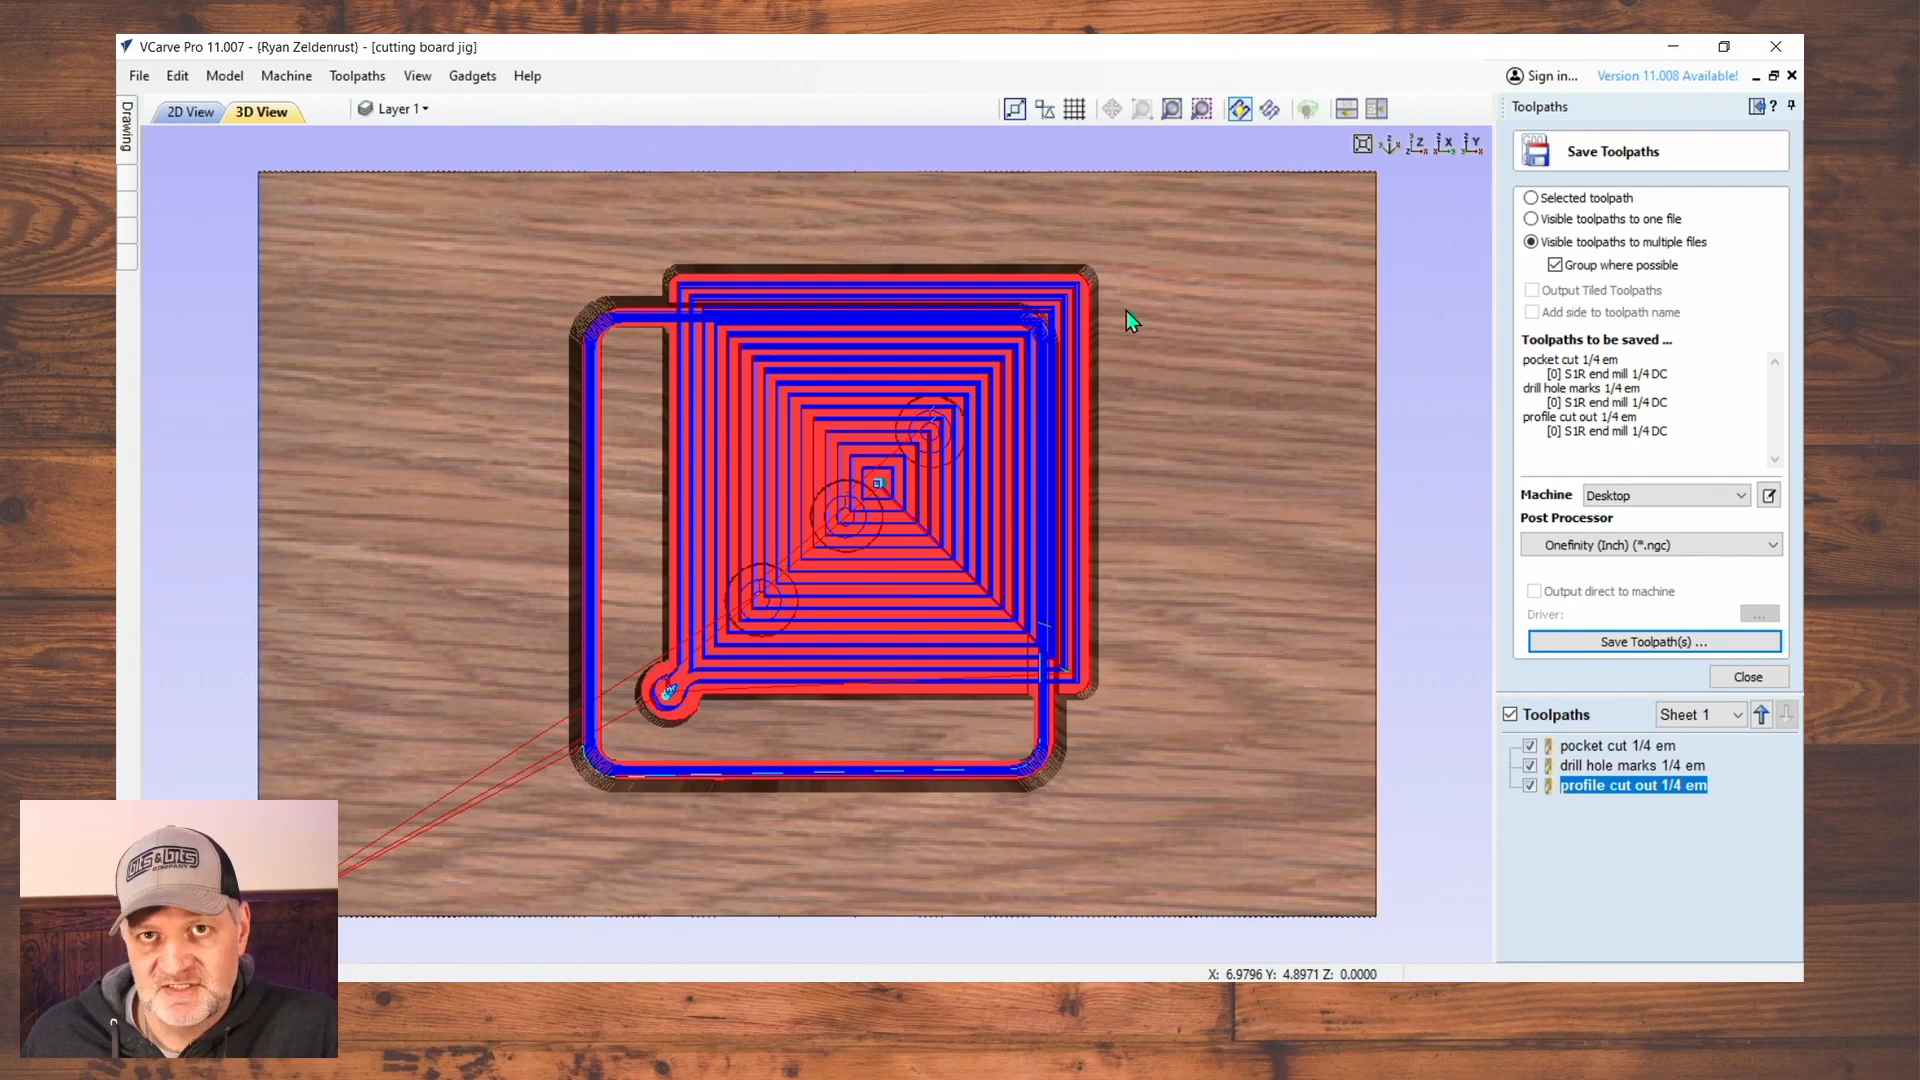 VCarve Pro 11.007 - {Ryan Zeldenrust} - [cutting board jig]
File Edit Model Machine Toolpaths View Gadgets Help
Sign in... Version 11.008 Available!
Drawing
2D View 3D View Layer 1
Toolpaths ?
Z X Y
Save Toolpaths
Selected toolpath
Visible toolpaths to one file
Visible toolpaths to multiple files
Group where possible
Output Tiled Toolpaths
Add side to toolpath name
Toolpaths to be saved ...
pocket cut 1/4 em
[0] S1R end mill 1/4 DC
drill hole marks 1/4 em
[0] S1R end mill 1/4 DC
profile cut out 1/4 em
[0] S1R end mill 1/4 DC
Machine Desktop
Post Processor
Onefinity (Inch) (*.ngc)
Output direct to machine
Driver: ...
Save Toolpath(s) ...
Close
Toolpaths Sheet 1
pocket cut 1/4 em
drill hole marks 1/4 em
profile cut out 1/4 em
BITS & BITS
COMPANY
X: 6.9796 Y: 4.8971 Z: 0.0000